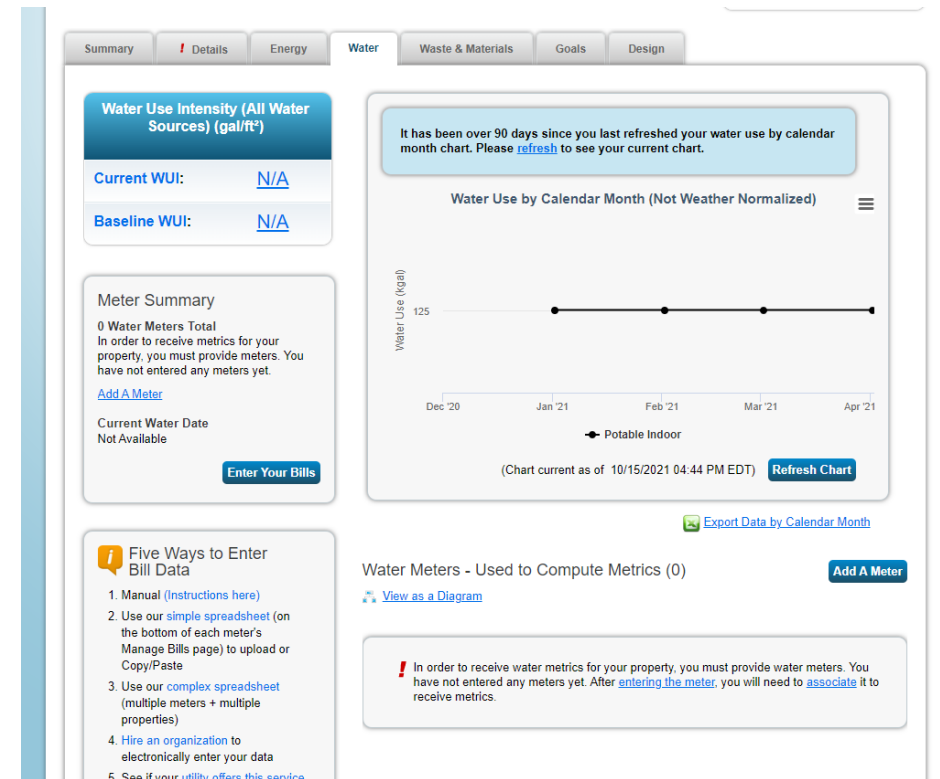 Summary
! Details
Energy
Water
Waste & Materials
Goals
Design
Water Use Intensity (All Water
Sources) (gal/ft²)
Current WUI: N/A
Baseline WUI: N/A
Meter Summary
0 Water Meters Total
In order to receive metrics for your
property, you must provide meters. You
have not entered any meters yet.
Add A Meter
Current Water Date
Not Available
Enter Your Bills
i Five Ways to Enter
Bill Data
1. Manual (Instructions here)
2. Use our simple spreadsheet (on
the bottom of each meter's
Manage Bills page) to upload or
Copy/Paste
3. Use our complex spreadsheet
(multiple meters + multiple
properties)
4. Hire an organization to
electronically enter your data
5. See if your utility offers this service
It has been over 90 days since you last refreshed your water use by calendar
month chart. Please refresh to see your current chart.
Water Use by Calendar Month (Not Weather Normalized)
Water Use (kgal)
125
Dec '20 Jan '21 Feb '21 Mar '21 Apr '21
Potable Indoor
(Chart current as of 10/15/2021 04:44 PM EDT) Refresh Chart
Export Data by Calendar Month
Water Meters - Used to Compute Metrics (0)
Add A Meter
View as a Diagram
! In order to receive water metrics for your property, you must provide water meters. You
have not entered any meters yet. After entering the meter, you will need to associate it to
receive metrics.